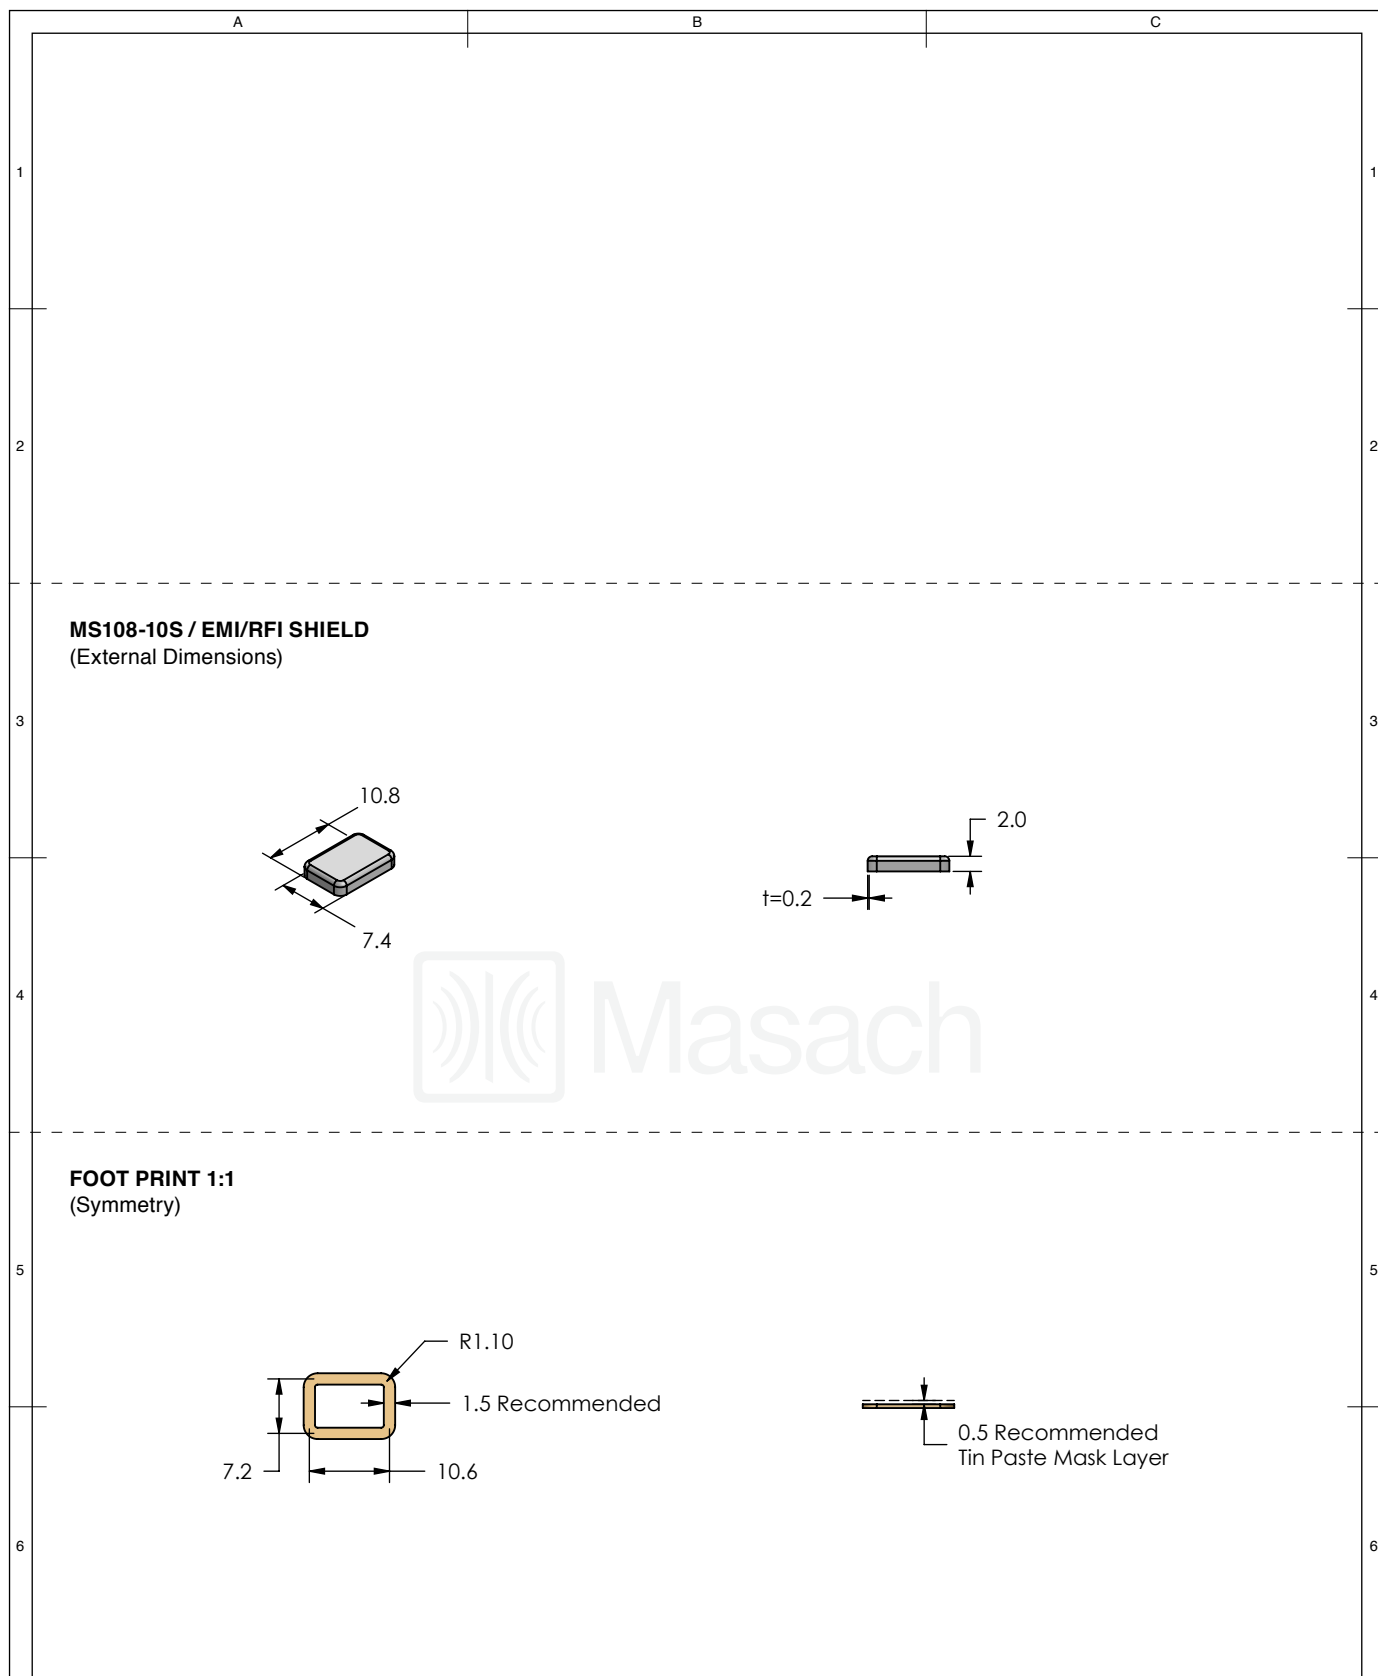 A B C
1 1
2 2
MS108-10S / EMI/RFI SHIELD
(External Dimensions)
3 3
10.8
2.0
t=0.2
7.4
Masach
4 4
FOOT PRINT 1:1
(Symmetry)
5 5
R1.10
1.5 Recommended
0.5 Recommended
Tin Paste Mask Layer
7.2
10.6
6 6